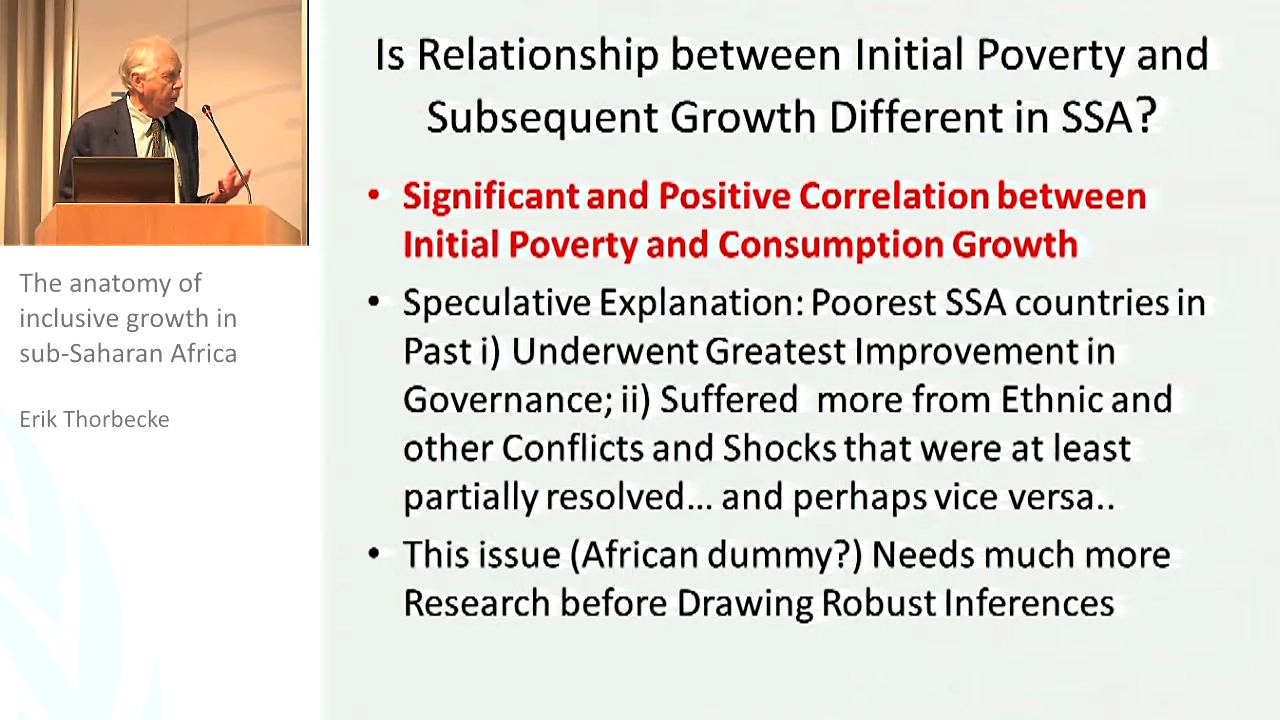 Is Relationship between Initial Poverty and
Subsequent Growth Different in SSA?
• Significant and Positive Correlation between
Initial Poverty and Consumption Growth
• Speculative Explanation: Poorest SSA countries in
Past i) Underwent Greatest Improvement in
Governance; ii) Suffered more from Ethnic and
other Conflicts and Shocks that were at least
partially resolved... and perhaps vice versa..
• This issue (African dummy?) Needs much more
Research before Drawing Robust Inferences
The anatomy of
inclusive growth in
sub-Saharan Africa
Erik Thorbecke